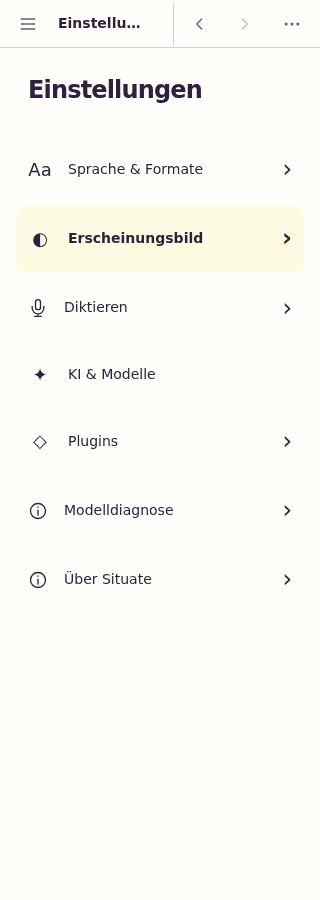 Einstellu...
Einstellungen
Aa Sprache & Formate
Erscheinungsbild
Diktieren
KI & Modelle
Plugins
Modelldiagnose
Über Situate